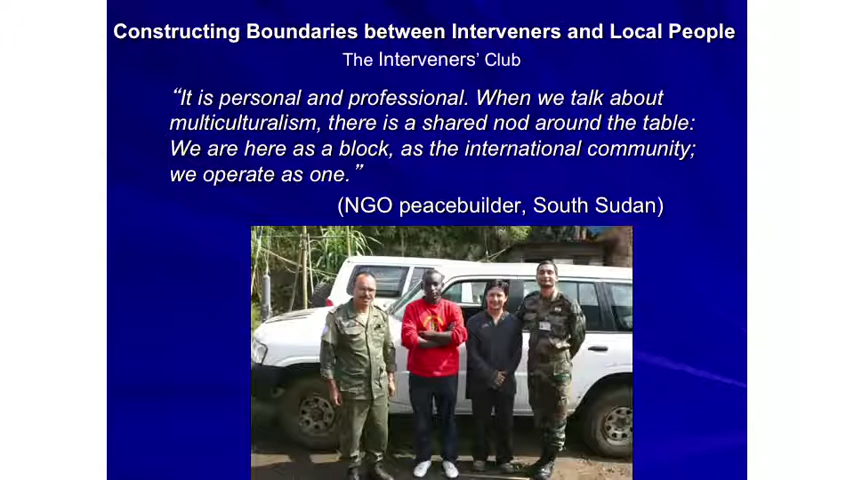 Constructing Boundaries between Interveners and Local People
The Interveners' Club
“It is personal and professional. When we talk about
multiculturalism, there is a shared nod around the table:
We are here as a block, as the international community;
we operate as one.”
(NGO peacebuilder, South Sudan)